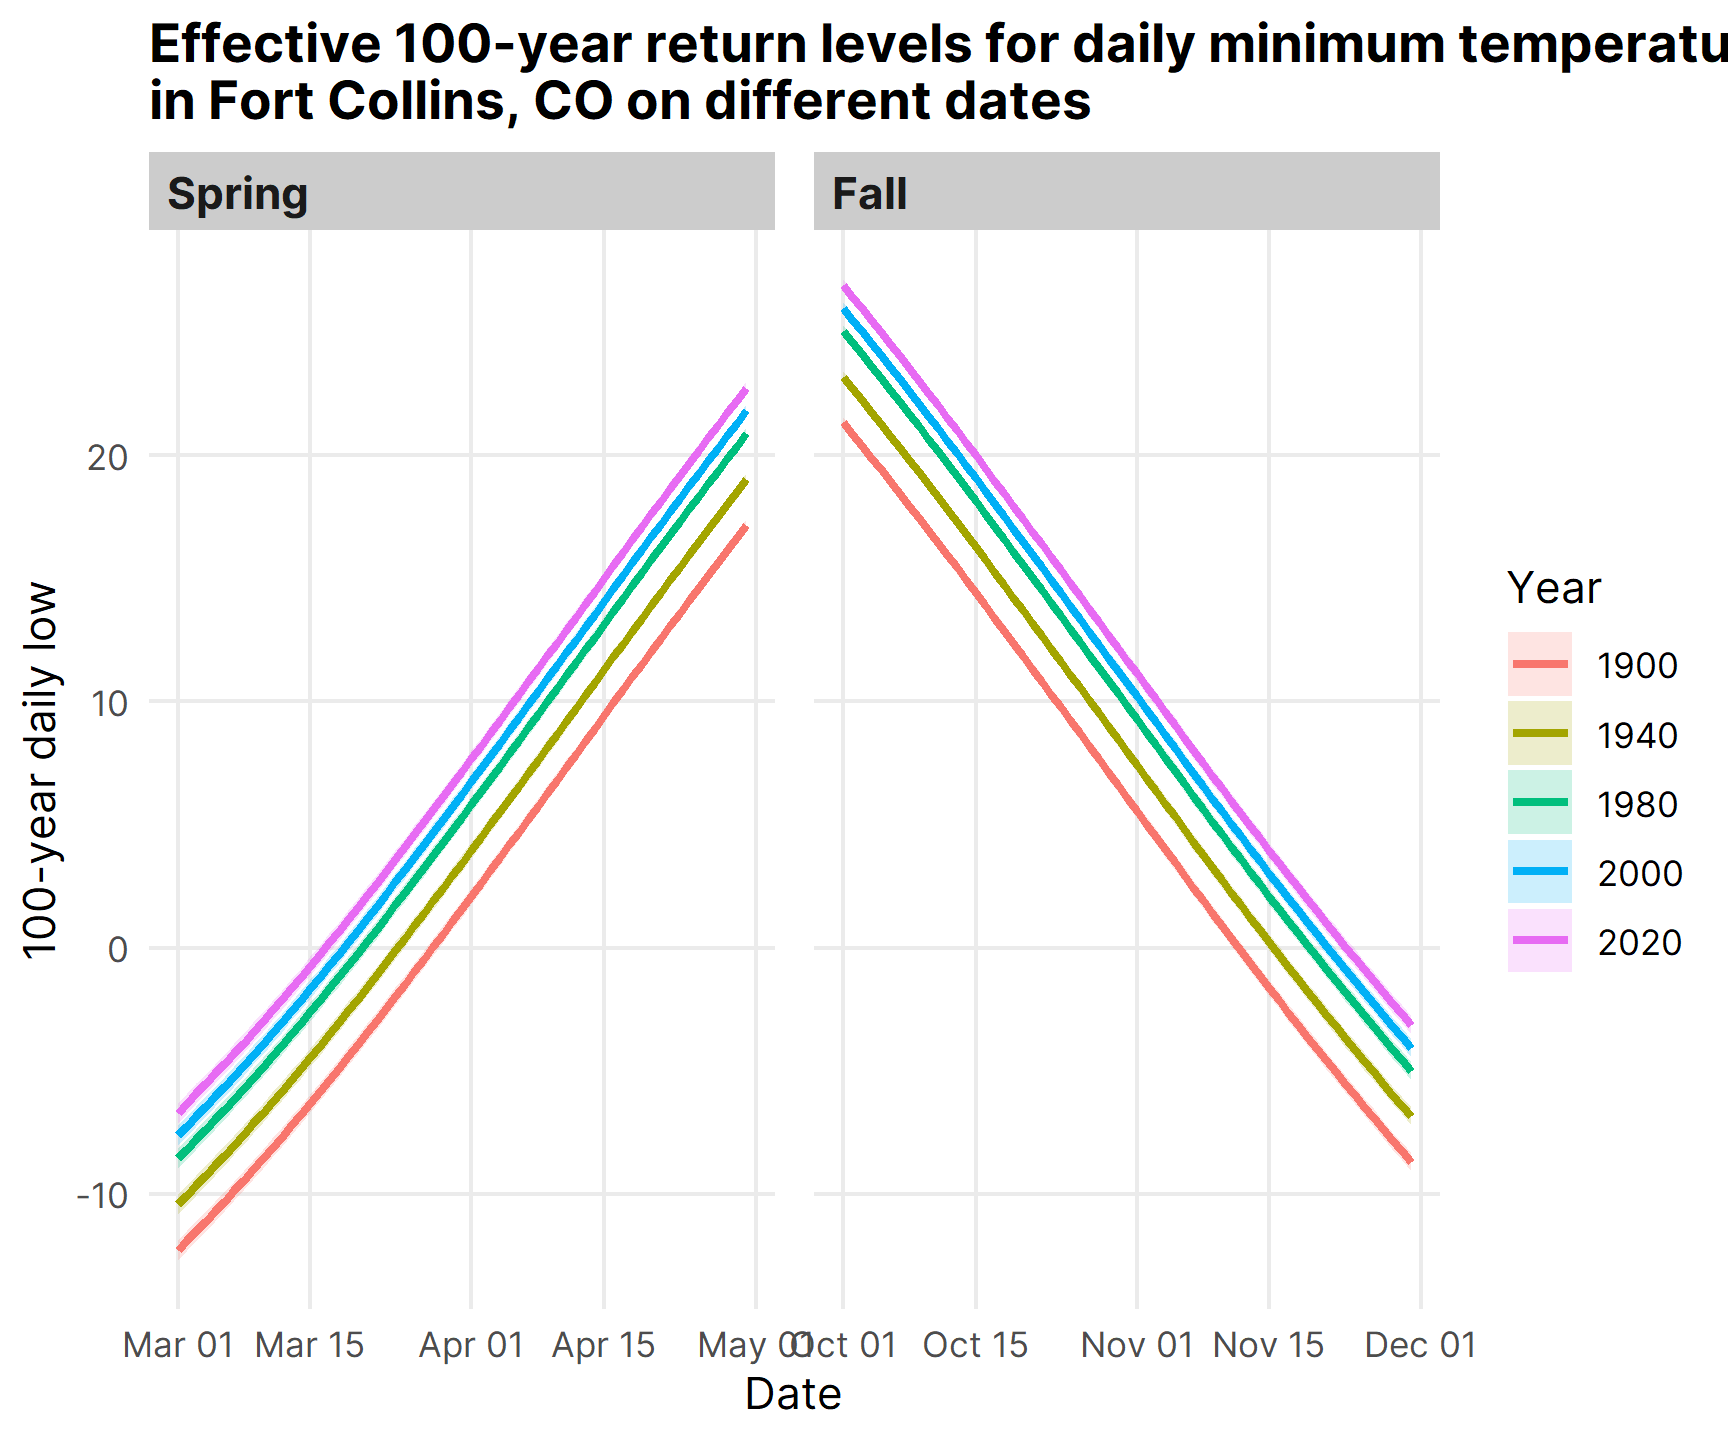 Effective 100-year return levels for daily minimum temperatu
in Fort Collins, CO on different dates
Spring
Fall
100-year daily low
20
10
0
-10
Mar 01
Mar 15
Apr 01
Apr 15
May 01
Oct 01
Oct 15
Nov 01
Nov 15
Dec 01
Date
Year
1900
1940
1980
2000
2020